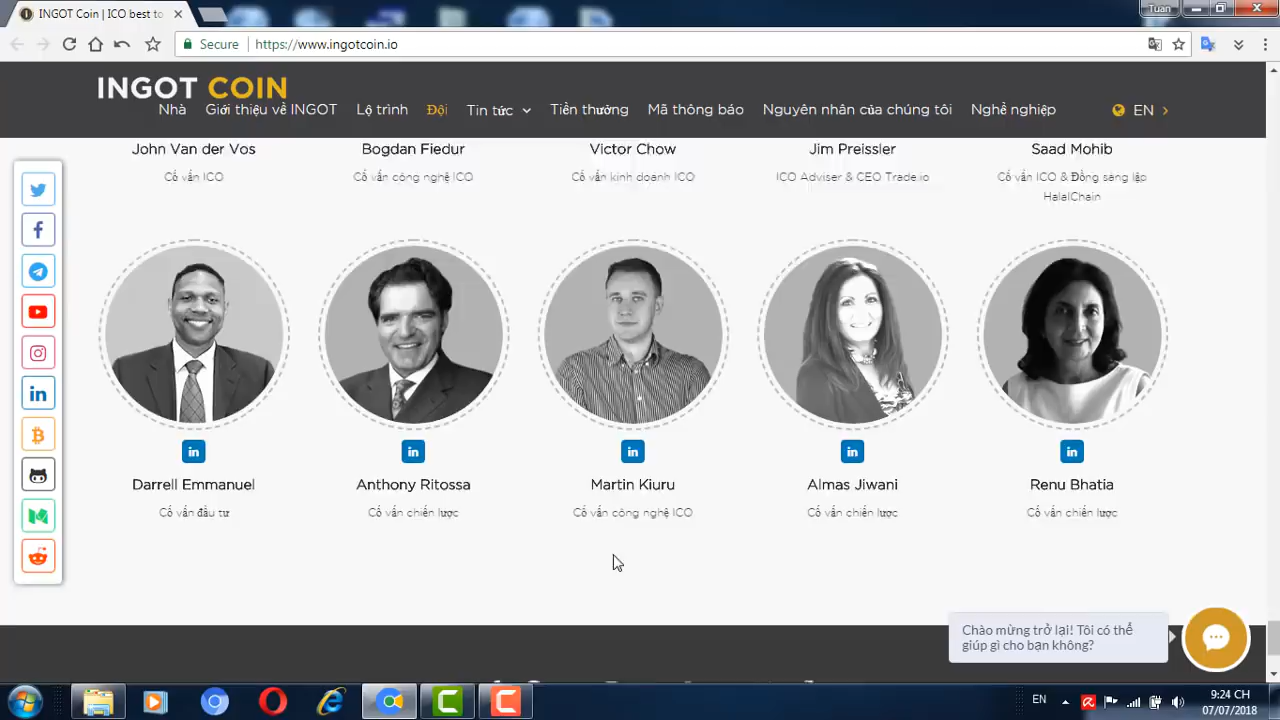 INGOT Coin | ICO best to
Tuan
Secure
https://www.ingotcoin.io
INGOT COIN
Nhà
Giới thiệu về INGOT
Lộ trình
Đội
Tin tức
Tiền thưởng
Mã thông báo
Nguyên nhân của chúng tôi
Nghề nghiệp
EN
John Van der Vos
Bogdan Fiedur
Victor Chow
Jim Preissler
Saad Mohib
Cố vấn ICO
Cố vấn công nghệ ICO
Cố vấn kinh doanh ICO
ICO Adviser & CEO Trade.io
Cố vấn ICO & Đồng sáng lập
HalalChain
in
in
in
in
in
in
Darrell Emmanuel
Anthony Ritossa
Martin Kiuru
Almas Jiwani
Renu Bhatia
Cố vấn đầu tư
Cố vấn chiến lược
Cố vấn công nghệ ICO
Cố vấn chiến lược
Cố vấn chiến lược
Chào mừng trở lại! Tôi có thể
giúp gì cho bạn không?
EN
9:24 CH
07/07/2018